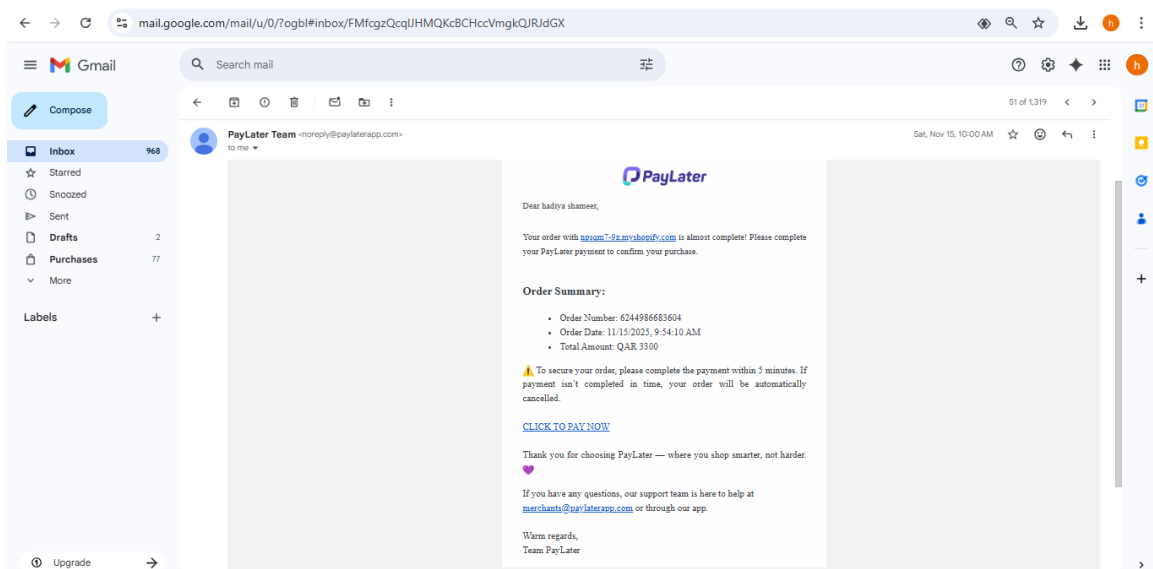 mail.google.com/mail/u/0/?ogbl#inbox/FMfcgzQcqlJHMQKcBCHccVmgkQJRJdGX
h
Gmail
Search mail
h
Compose
51 of 1,319
Inbox 968
Starred
Snoozed
Sent
Drafts 2
Purchases 77
More
Labels
Upgrade
PayLater Team <noreply@paylaterapp.com>
to me
Sat, Nov 15, 10:00 AM
PayLater
Dear hadiya shameer,
Your order with npsqm7-9z.myshopify.com is almost complete! Please complete
your PayLater payment to confirm your purchase.
Order Summary:
• Order Number: 6244986683604
• Order Date: 11/15/2025, 9:54:10 AM
• Total Amount: QAR 3300
⚠️ To secure your order, please complete the payment within 5 minutes. If
payment isn't completed in time, your order will be automatically
cancelled.
CLICK TO PAY NOW
Thank you for choosing PayLater — where you shop smarter, not harder.
💜
If you have any questions, our support team is here to help at
merchants@paylaterapp.com or through our app.
Warm regards,
Team PayLater